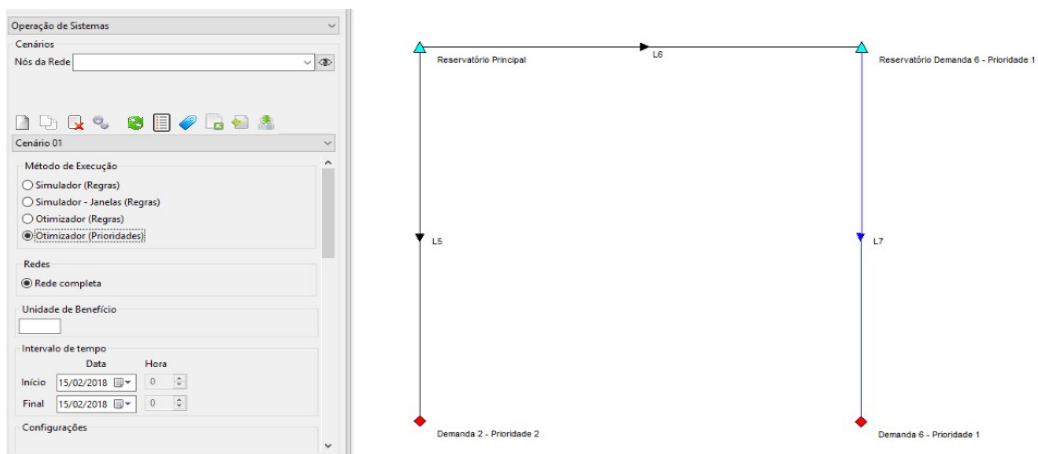 Operação de Sistemas
Cenários
Nós da Rede
Cenário 01
Método de Execução
Simulador (Regras)
Simulador - Janelas (Regras)
Otimizador (Regras)
Otimizador (Prioridades)
Redes
Rede completa
Unidade de Benefício
Intervalo de tempo
Data Hora
Início 15/02/2018 0
Final 15/02/2018 0
Configurações
Reservatório Principal
L6
Reservatório Demanda 6 - Prioridade 1
L5
L7
Demanda 2 - Prioridade 2
Demanda 6 - Prioridade 1